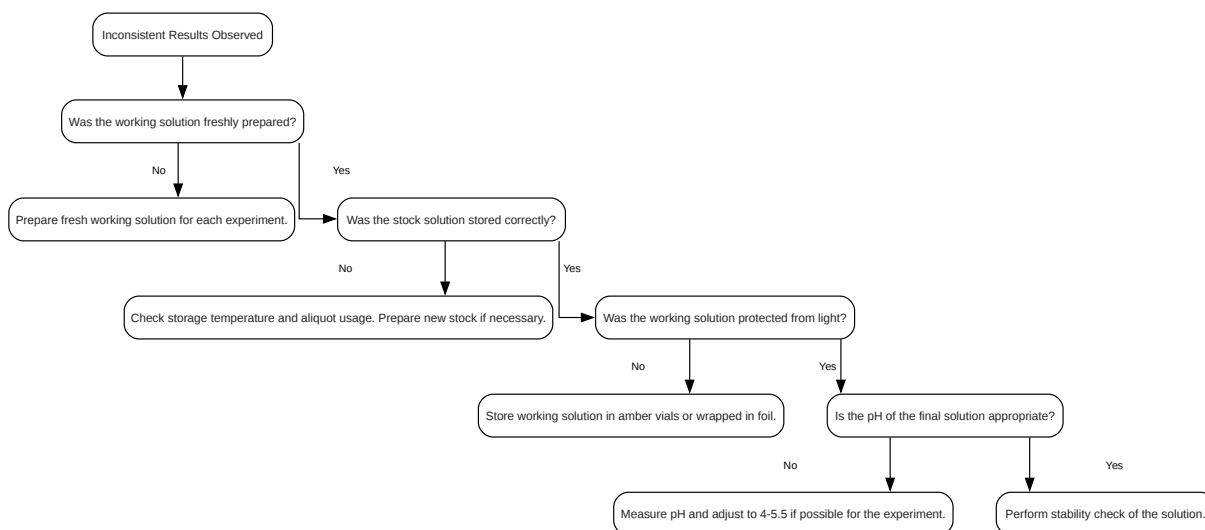 Inconsistent Results Observed
Was the working solution freshly prepared?
No
Yes
Prepare fresh working solution for each experiment.
Was the stock solution stored correctly?
No
Yes
Check storage temperature and aliquot usage. Prepare new stock if necessary.
Was the working solution protected from light?
No
Yes
Store working solution in amber vials or wrapped in foil.
Is the pH of the final solution appropriate?
No
Yes
Measure pH and adjust to 4-5.5 if possible for the experiment.
Perform stability check of the solution.